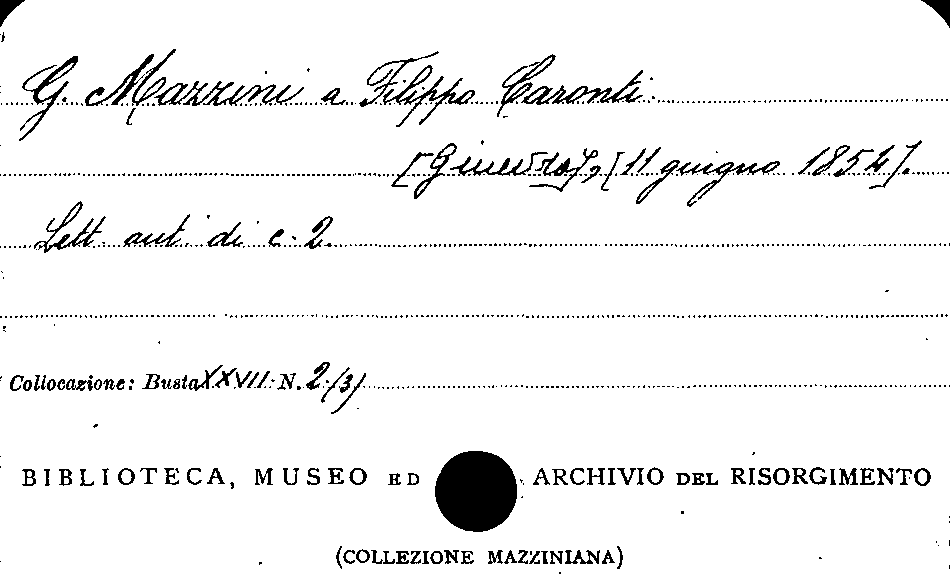 G. Mazzini a Filippo Caronti.
[Ginevra], [11 giugno 1854].
Lett. aut. di c. 2.
Collocazione: Busta XXVII N. 2 (3)
BIBLIOTECA, MUSEO ED ARCHIVIO DEL RISORGIMENTO
(COLLEZIONE MAZZINIANA)